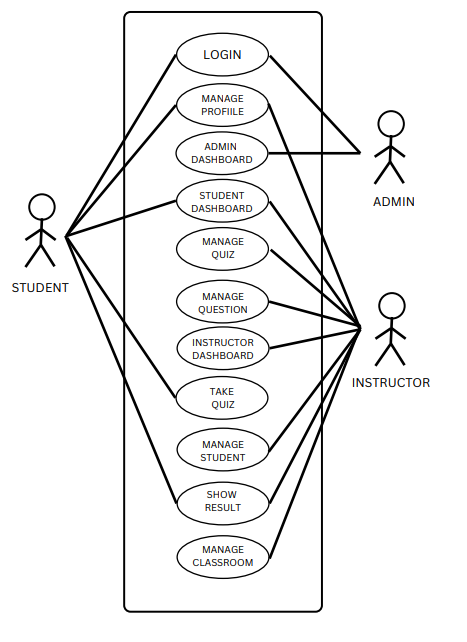 LOGIN
MANAGE
PROFIILE
ADMIN
DASHBOARD
STUDENT
DASHBOARD
MANAGE
QUIZ
MANAGE
QUESTION
INSTRUCTOR
DASHBOARD
TAKE
QUIZ
MANAGE
STUDENT
SHOW
RESULT
MANAGE
CLASSROOM
STUDENT
ADMIN
INSTRUCTOR